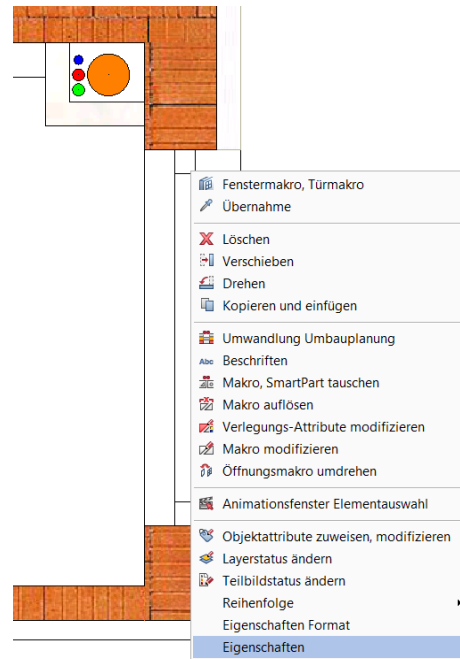 Fenstermakro, Türmakro
Übernahme
Löschen
Verschieben
Drehen
Kopieren und einfügen
Umwandlung Umbauplanung
Abc Beschriften
Makro, SmartPart tauschen
Makro auflösen
Verlegungs-Attribute modifizieren
Makro modifizieren
Öffnungsmakro umdrehen
Animationsfenster Elementauswahl
Objektattribute zuweisen, modifizieren
Layerstatus ändern
Teilbildstatus ändern
Reihenfolge
Eigenschaften Format
Eigenschaften